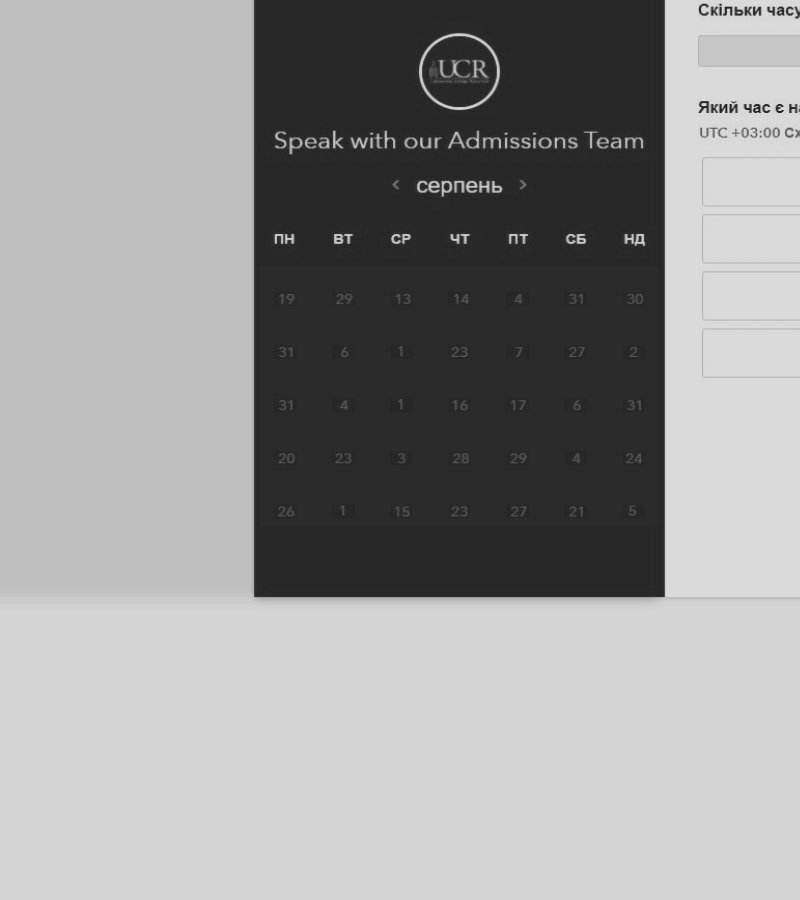 Скільки часу
UCR
Speak with our Admissions Team
Який час є на
UTC +03:00 Сх
‹ серпень ›
ПН ВТ СР ЧТ ПТ СБ НД
19 29 13 14 4 31 30
31 6 1 23 7 27 2
31 4 1 16 17 6 31
20 23 3 28 29 4 24
26 1 15 23 27 21 5